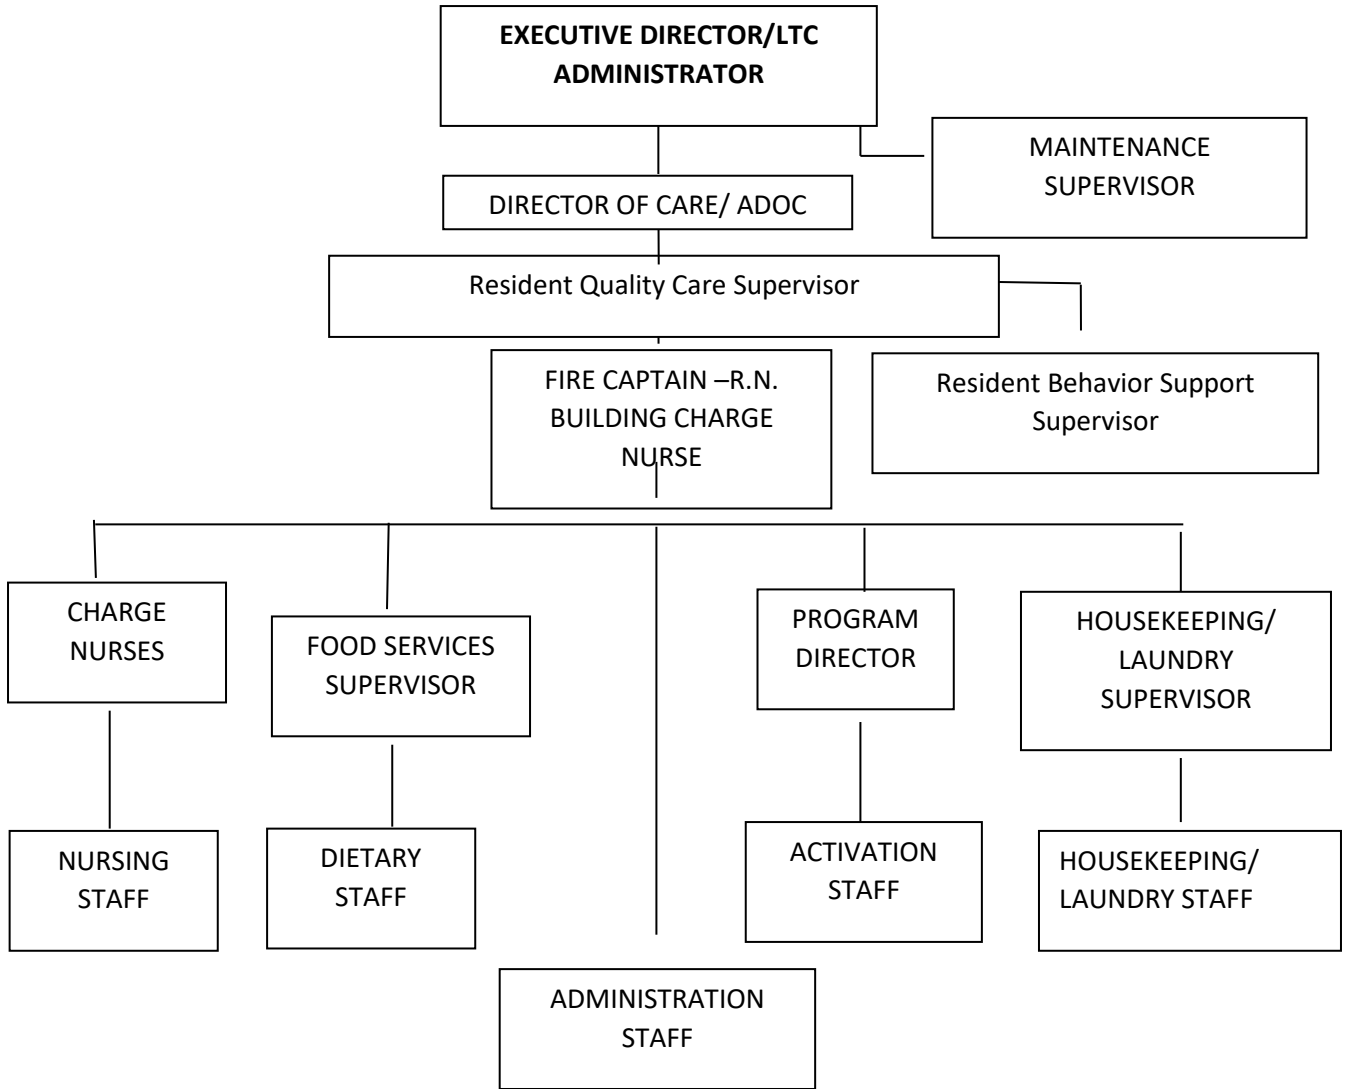 EXECUTIVE DIRECTOR/LTC
ADMINISTRATOR
MAINTENANCE
SUPERVISOR
DIRECTOR OF CARE/ ADOC
Resident Quality Care Supervisor
FIRE CAPTAIN –R.N.
BUILDING CHARGE
NURSE
Resident Behavior Support
Supervisor
CHARGE
NURSES
FOOD SERVICES
SUPERVISOR
PROGRAM
DIRECTOR
HOUSEKEEPING/
LAUNDRY
SUPERVISOR
NURSING
STAFF
DIETARY
STAFF
ACTIVATION
STAFF
HOUSEKEEPING/
LAUNDRY STAFF
ADMINISTRATION
STAFF